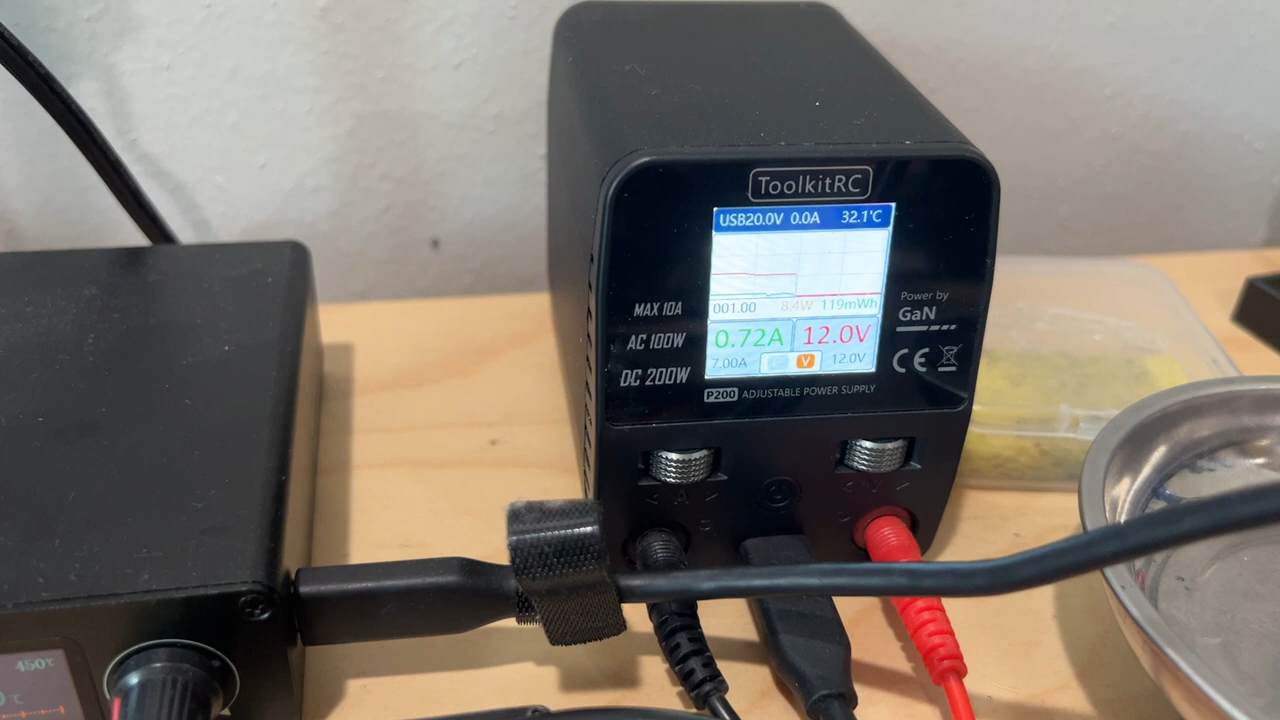 ToolkitRC
USB20.0V 0.0A 32.1℃
001.00 8.4W 119mWh
0.72A 12.0V
7.00A V 12.0V
MAX 10A
AC 100W
DC 200W
Power by
GaN
CE
P200 ADJUSTABLE POWER SUPPLY
< A
< V
450℃
0℃